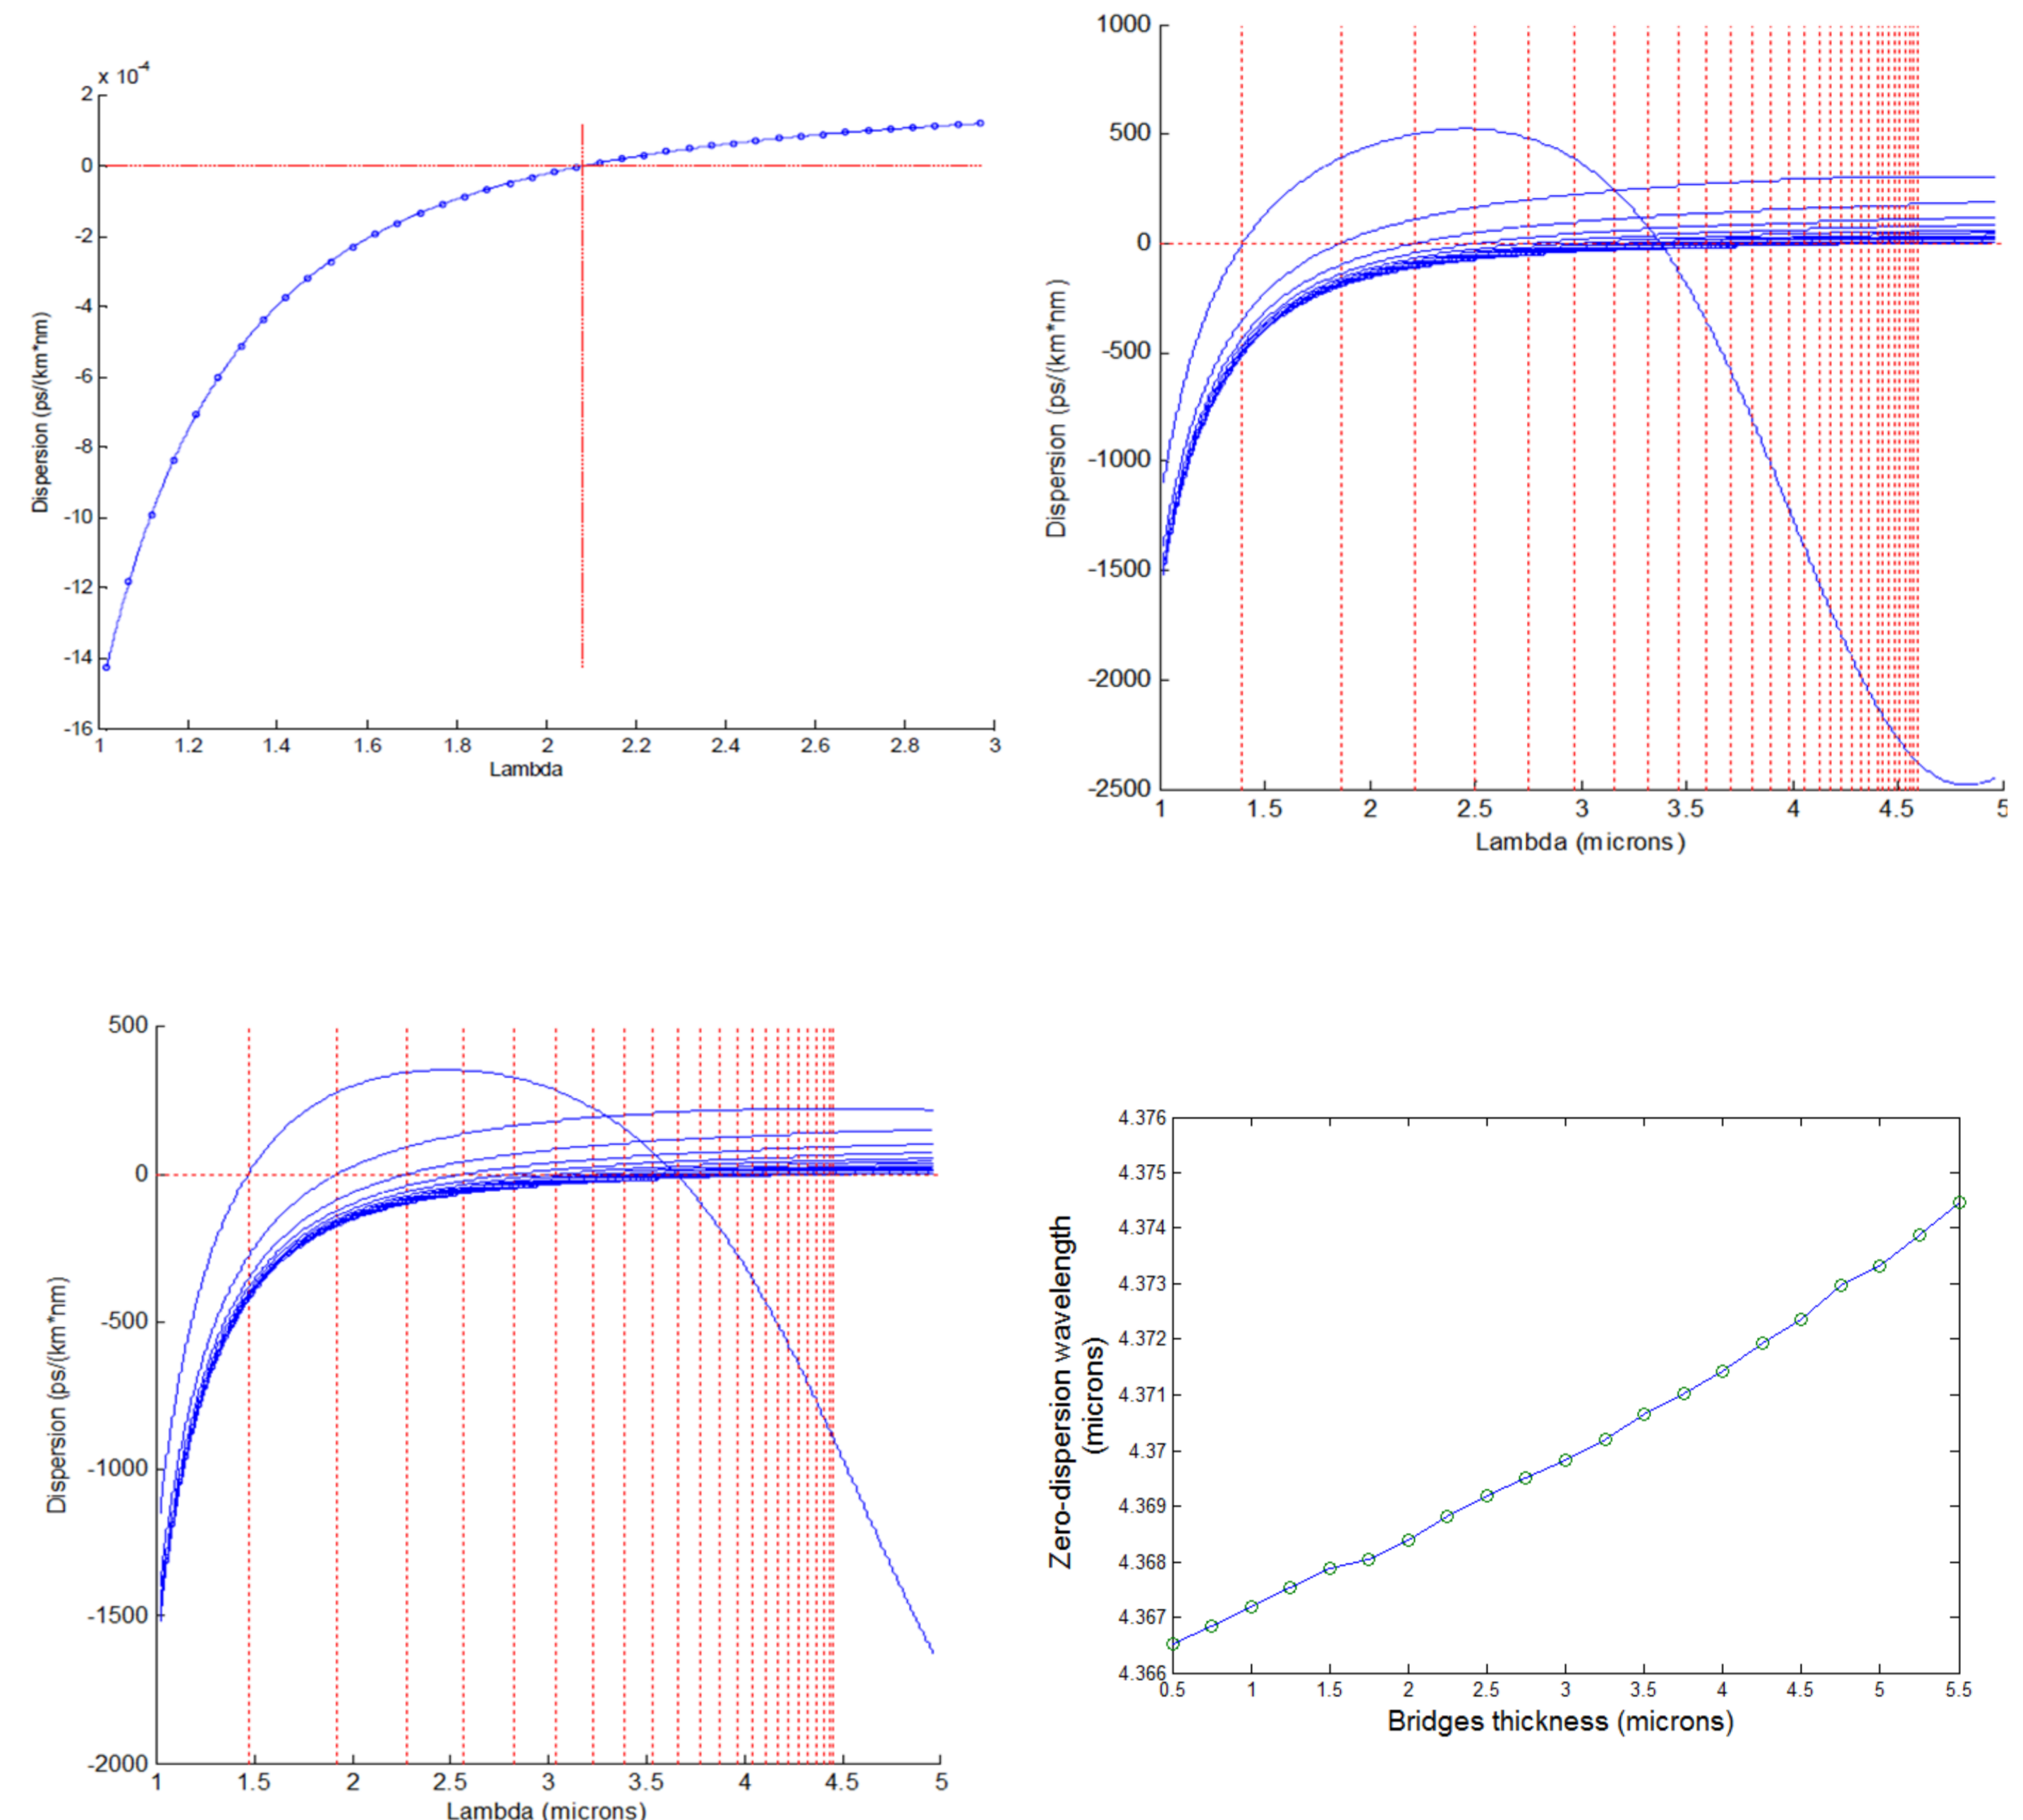 x 10-4
2
0
-2
-4
-6
-8
-10
-12
-14
-16
Dispersion (ps/(km*nm)
1 1.2 1.4 1.6 1.8 2 2.2 2.4 2.6 2.8 3
Lambda
1000
500
0
-500
-1000
-1500
-2000
-2500
Dispersion (ps/(km*nm)
1 1.5 2 2.5 3 3.5 4 4.5 5
Lambda (microns)
500
0
-500
-1000
-1500
-2000
Dispersion (ps/(km*nm)
1 1.5 2 2.5 3 3.5 4 4.5 5
Lambda (microns)
4.376
4.375
4.374
4.373
4.372
4.371
4.37
4.369
4.368
4.367
4.366
Zero-dispersion wavelength
(microns)
0.5 1 1.5 2 2.5 3 3.5 4 4.5 5 5.5
Bridges thickness (microns)